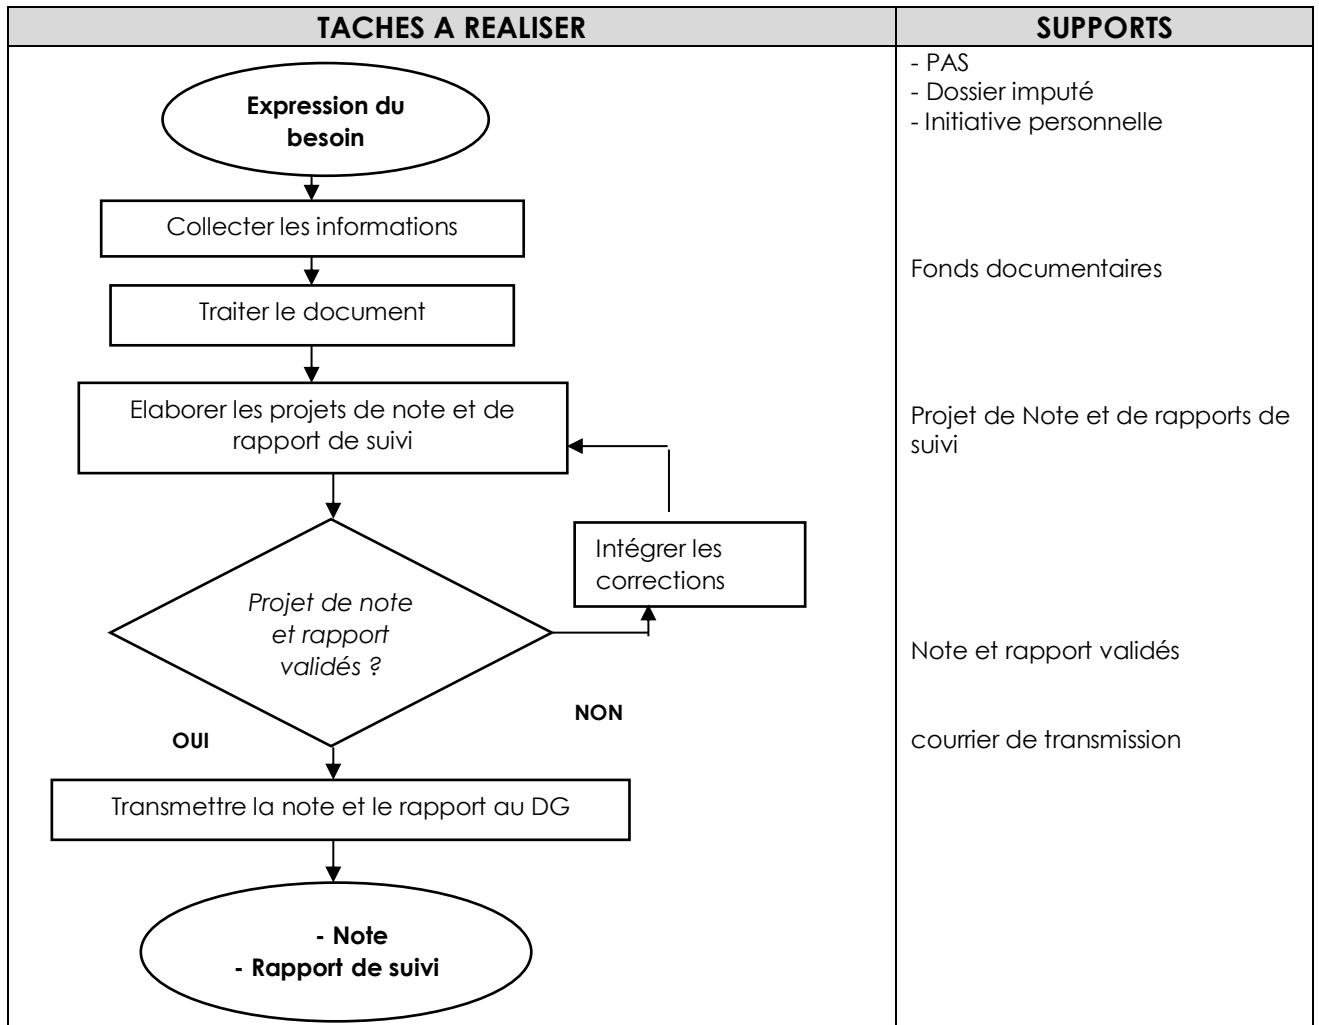 TACHES A REALISER
SUPPORTS
Expression du
besoin
- PAS
- Dossier imputé
- Initiative personnelle
Collecter les informations
Fonds documentaires
Traiter le document
Elaborer les projets de note et de
rapport de suivi
Projet de Note et de rapports de
suivi
Intégrer les
corrections
Projet de note
et rapport
validés ?
Note et rapport validés
NON
OUI
courrier de transmission
Transmettre la note et le rapport au DG
- Note
- Rapport de suivi